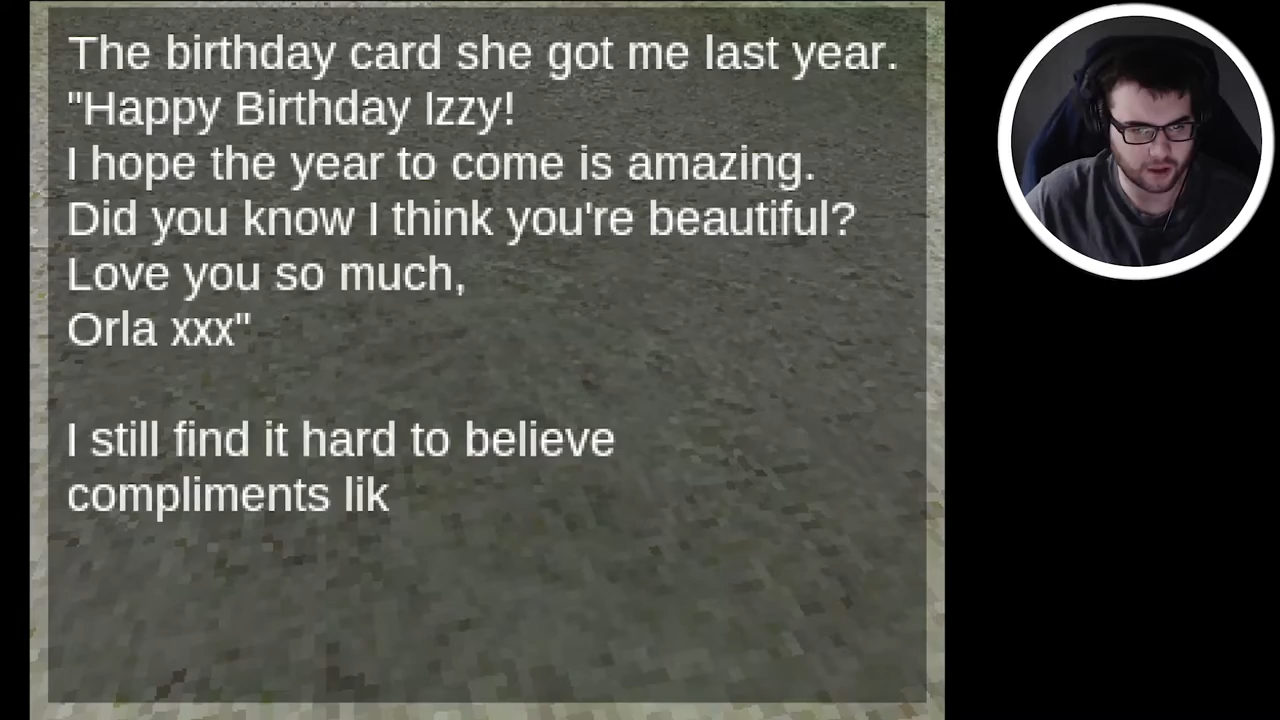 The birthday card she got me last year.
"Happy Birthday Izzy!
I hope the year to come is amazing.
Did you know I think you're beautiful?
Love you so much,
Orla xxx"
I still find it hard to believe
compliments lik